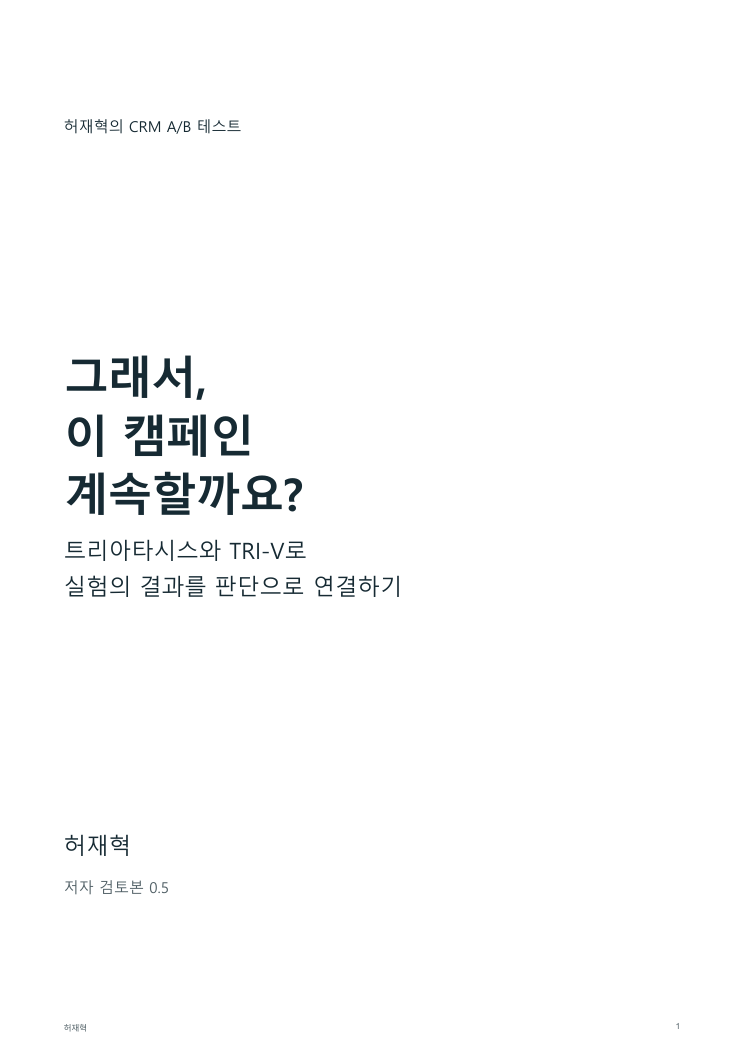 허재혁의 CRM A/B 테스트
그래서,
이 캠페인
계속할까요?
트리아타시스와 TRI-V로
실험의 결과를 판단으로 연결하기
허재혁
저자 검토본 0.5
허재혁
1